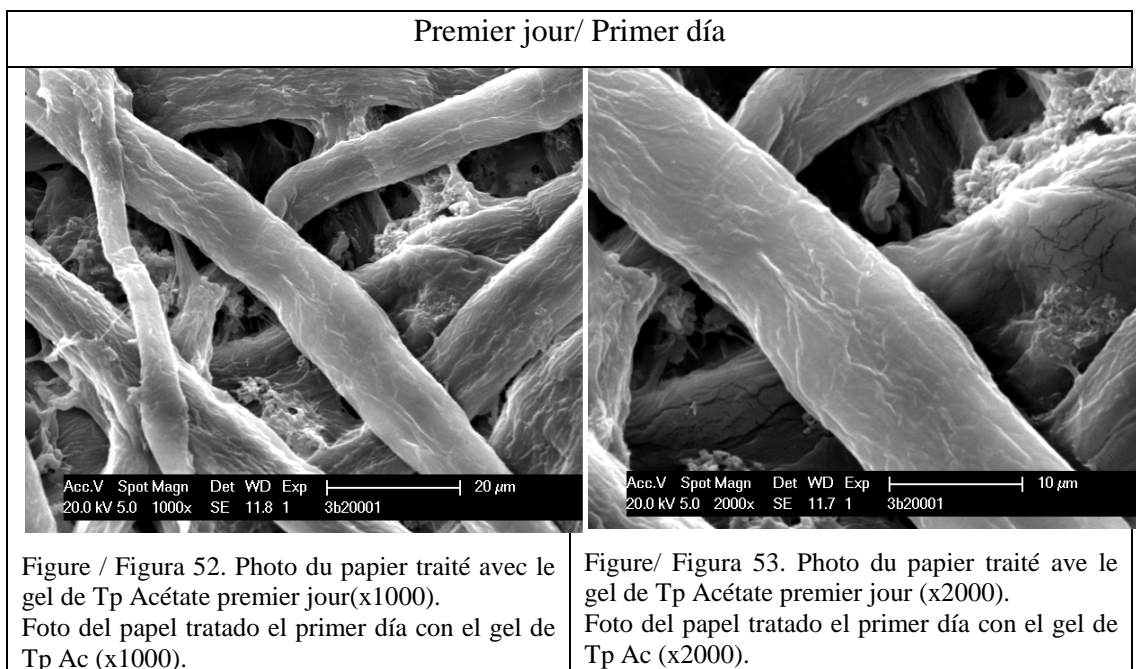 Premier jour/ Primer día
Acc.V Spot Magn Det WD Exp 20 µm
20.0 kV 5.0 1000x SE 11.8 1 3b20001
Acc.V Spot Magn Det WD Exp 10 µm
20.0 kV 5.0 2000x SE 11.7 1 3b20001
Figure / Figura 52. Photo du papier traité avec le
gel de Tp Acétate premier jour(x1000).
Foto del papel tratado el primer día con el gel de
Tp Ac (x1000).
Figure/ Figura 53. Photo du papier traité ave le
gel de Tp Acétate premier jour (x2000).
Foto del papel tratado el primer día con el gel de
Tp Ac (x2000).